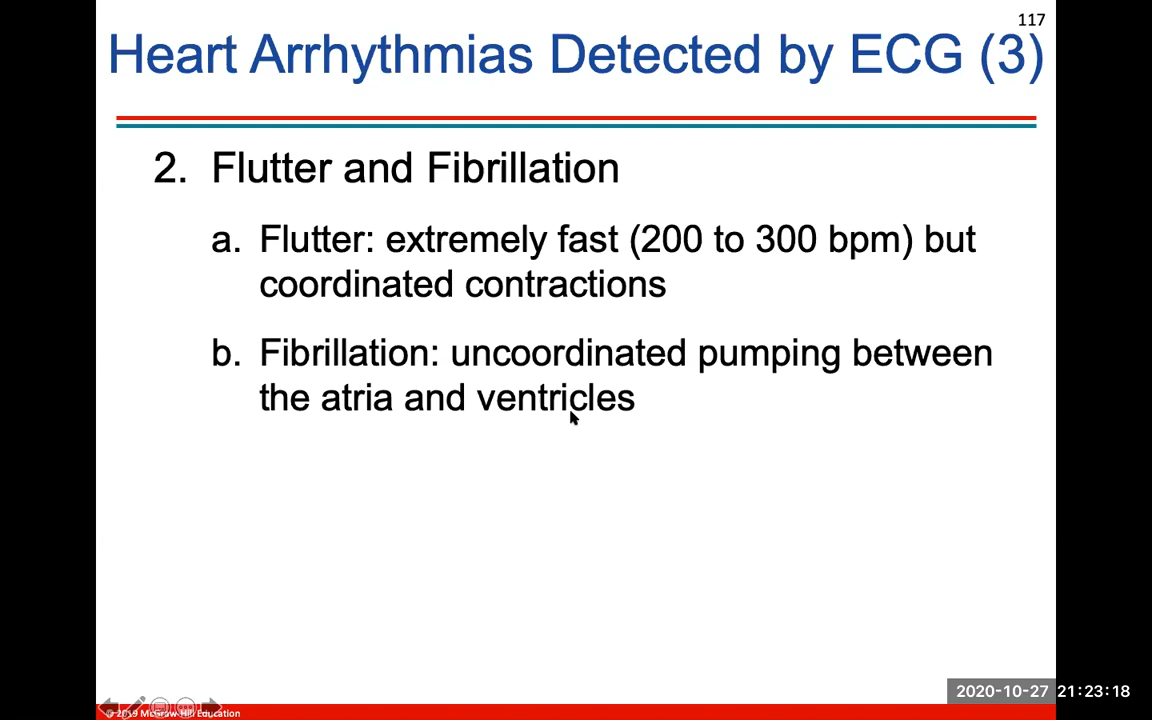 117
Heart Arrhythmias Detected by ECG (3)
2. Flutter and Fibrillation
a. Flutter: extremely fast (200 to 300 bpm) but
coordinated contractions
b. Fibrillation: uncoordinated pumping between
the atria and ventricles
2020-10-27 21:23:18
© 2019 McGraw-Hill Education